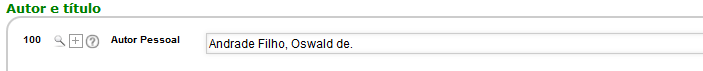 Autor e título
100 Autor Pessoal Andrade Filho, Oswald de.